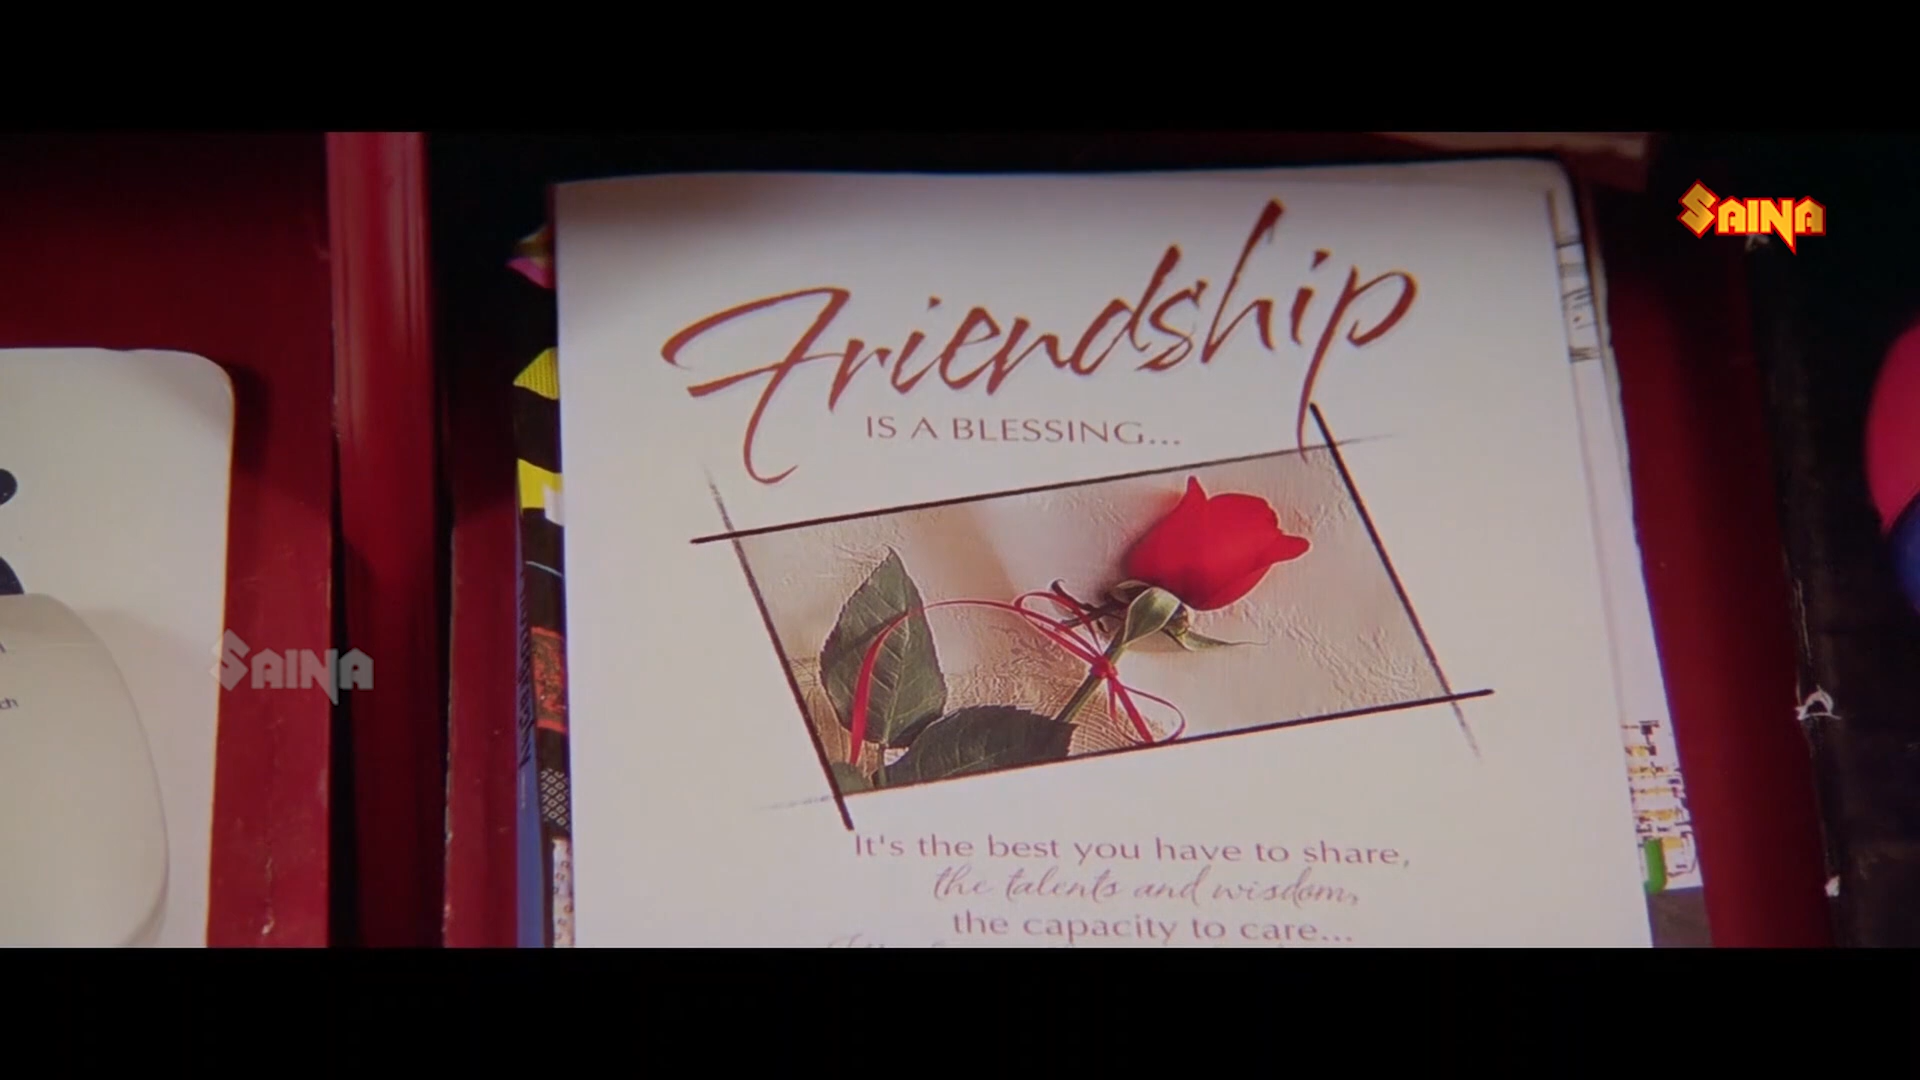 SAINA
Friendship
IS A BLESSING...
SAINA
It's the best you have to share,
the talents and wisdom,
the capacity to care...